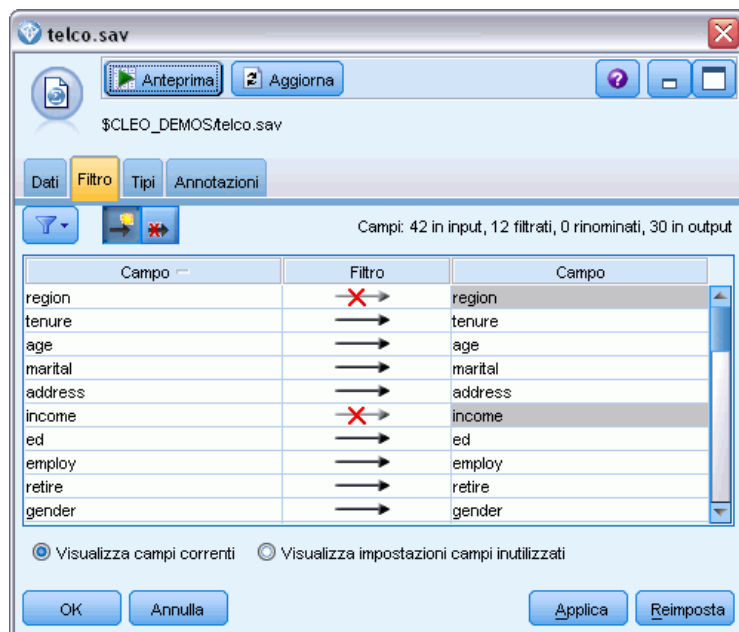 telco.sav
Anteprima Aggiorna
$CLEO_DEMOS/telco.sav
Dati Filtro Tipi Annotazioni
Campi: 42 in input, 12 filtrati, 0 rinominati, 30 in output
Campo Filtro Campo
region region
tenure tenure
age age
marital marital
address address
income income
ed ed
employ employ
retire retire
gender gender
Visualizza campi correnti Visualizza impostazioni campi inutilizzati
OK Annulla Applica Reimposta